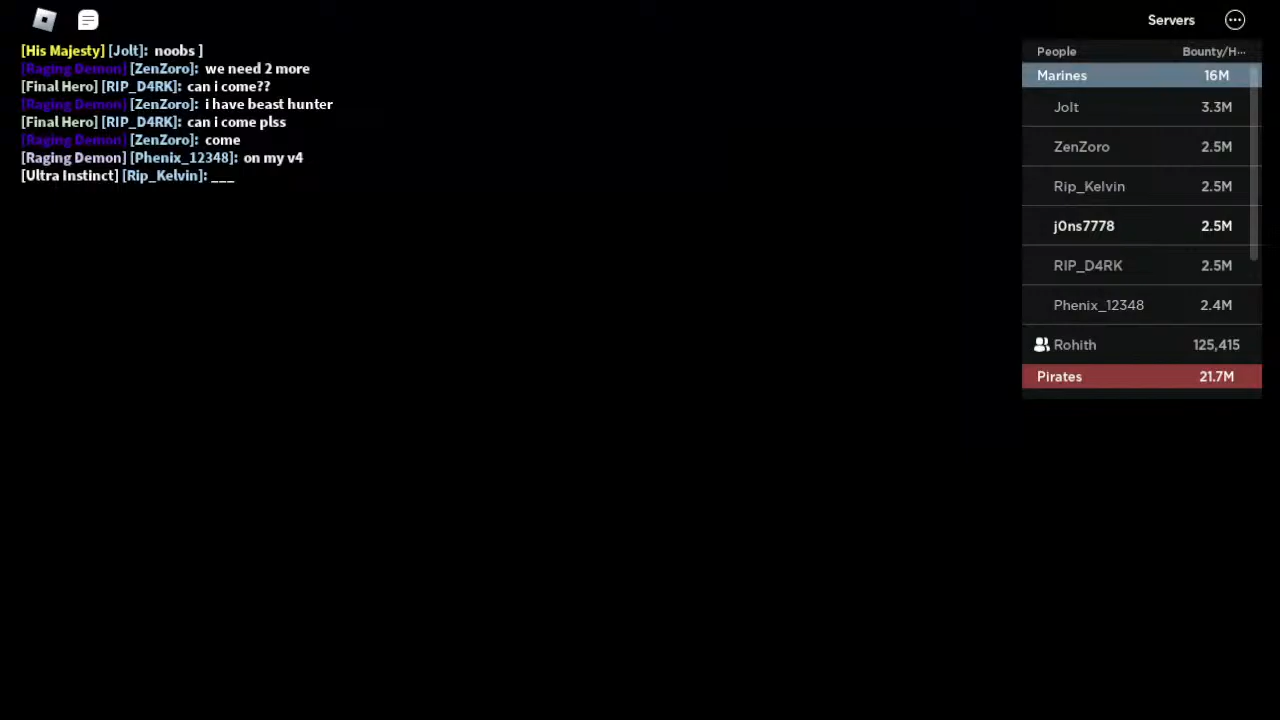 Servers
[His Majesty] [Jolt]: noobs ]
[Raging Demon] [ZenZoro]: we need 2 more
[Final Hero] [RIP_D4RK]: can i come??
[Raging Demon] [ZenZoro]: i have beast hunter
[Final Hero] [RIP_D4RK]: can i come plss
[Raging Demon] [ZenZoro]: come
[Raging Demon] [Phenix_12348]: on my v4
[Ultra Instinct] [Rip_Kelvin]: ___
People Bounty/H...
Marines 16M
Jolt 3.3M
ZenZoro 2.5M
Rip_Kelvin 2.5M
j0ns7778 2.5M
RIP_D4RK 2.5M
Phenix_12348 2.4M
Rohith 125,415
Pirates 21.7M